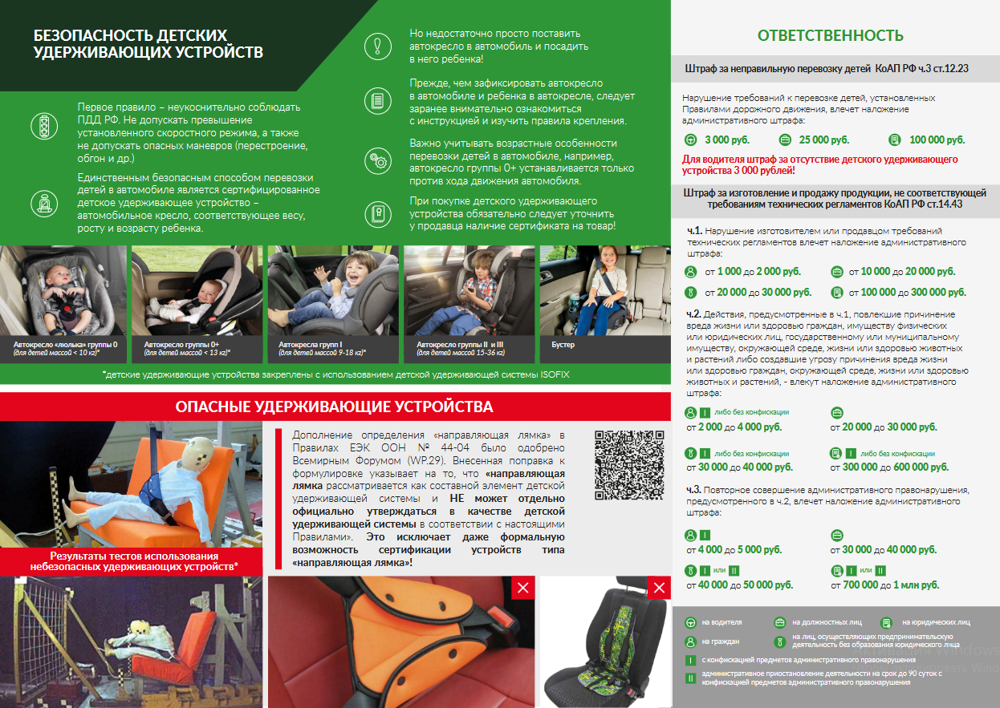 БЕЗОПАСНОСТЬ ДЕТСКИХ
УДЕРЖИВАЮЩИХ УСТРОЙСТВ
Первое правило – неукоснительно соблюдать
ПДД РФ. Не допускать превышение
установленного скоростного режима, а также
не допускать опасных маневров (перестроение,
обгон и др.)
Единственным безопасным способом перевозки
детей в автомобиле является сертифицированное
детское удерживающее устройство –
автомобильное кресло, соответствующее весу,
росту и возрасту ребенка.
Но недостаточно просто поставить
автокресло в автомобиль и посадить
в него ребенка!
Прежде, чем зафиксировать автокресло
в автомобиле и ребенка в автокресле, следует
заранее внимательно ознакомиться
с инструкцией и изучить правила крепления.
Важно учитывать возрастные особенности
перевозки детей в автомобиле, например,
автокресло группы 0+ устанавливается только
против хода движения автомобиля.
При покупке детского удерживающего
устройства обязательно следует уточнить
у продавца наличие сертификата на товар!
Автокресло «люлька» группы 0
(для детей массой < 10 кг)*
Автокресло группы 0+
(для детей массой < 13 кг)*
Автокресла групп I
(для детей массой 9-18 кг)*
Автокресло группы II и III
(для детей массой 15-36 кг)
Бустер
*детские удерживающие устройства закреплены с использованием детской удерживающей системы ISOFIX
ОПАСНЫЕ УДЕРЖИВАЮЩИЕ УСТРОЙСТВА
Дополнение определения «направляющая лямка» в
Правилах ЕЭК ООН № 44-04 было одобрено
Всемирным Форумом (WP.29). Внесенная поправка к
формулировке указывает на то, что «направляющая
лямка рассматривается как составной элемент детской
удерживающей системы и НЕ может отдельно
официально утверждаться в качестве детской
удерживающей системы в соответствии с настоящими
Правилами». Это исключает даже формальную
возможность сертификации устройств типа
«направляющая лямка»!
Результаты тестов использования
небезопасных удерживающих устройств*
ОТВЕТСТВЕННОСТЬ
Штраф за неправильную перевозку детей КоАП РФ ч.3 ст.12.23
Нарушение требований к перевозке детей, установленных
Правилами дорожного движения, влечет наложение
административного штрафа:
3 000 руб. 25 000 руб. 100 000 руб.
Для водителя штраф за отсутствие детского удерживающего
устройства 3 000 рублей!
Штраф за изготовление и продажу продукции, не соответствующей
требованиям технических регламентов КоАП РФ ст.14.43
ч.1. Нарушение изготовителем или продавцом требований
технических регламентов влечет наложение административного
штрафа:
от 1 000 до 2 000 руб. от 10 000 до 20 000 руб.
от 20 000 до 30 000 руб. от 100 000 до 300 000 руб.
ч.2. Действия, предусмотренные в ч.1, повлекшие причинение
вреда жизни или здоровью граждан, имуществу физических
или юридических лиц, государственному или муниципальному
имуществу, окружающей среде, жизни или здоровью животных
и растений либо создавшие угрозу причинения вреда жизни
или здоровью граждан, окружающей среде, жизни или здоровью
животных и растений, - влекут наложение административного
штрафа:
I либо без конфискации
от 2 000 до 4 000 руб. от 20 000 до 30 000 руб.
I либо без конфискации I либо без конфискации
от 30 000 до 40 000 руб. от 300 000 до 600 000 руб.
ч.3. Повторное совершение административного правонарушения,
предусмотренного в ч.2, влечет наложение административного
штрафа:
I
от 4 000 до 5 000 руб. от 30 000 до 40 000 руб.
I или II I или II
от 40 000 до 50 000 руб. от 700 000 до 1 млн руб.
на водителя на должностных лиц на юридических лиц
на граждан
на лиц, осуществляющих предпринимательскую
деятельность без образования юридического лица
I с конфискацией предметов административного правонарушения
II административное приостановление деятельности на срок до 90 суток с
конфискацией предметов административного правонарушения
Активация Windows